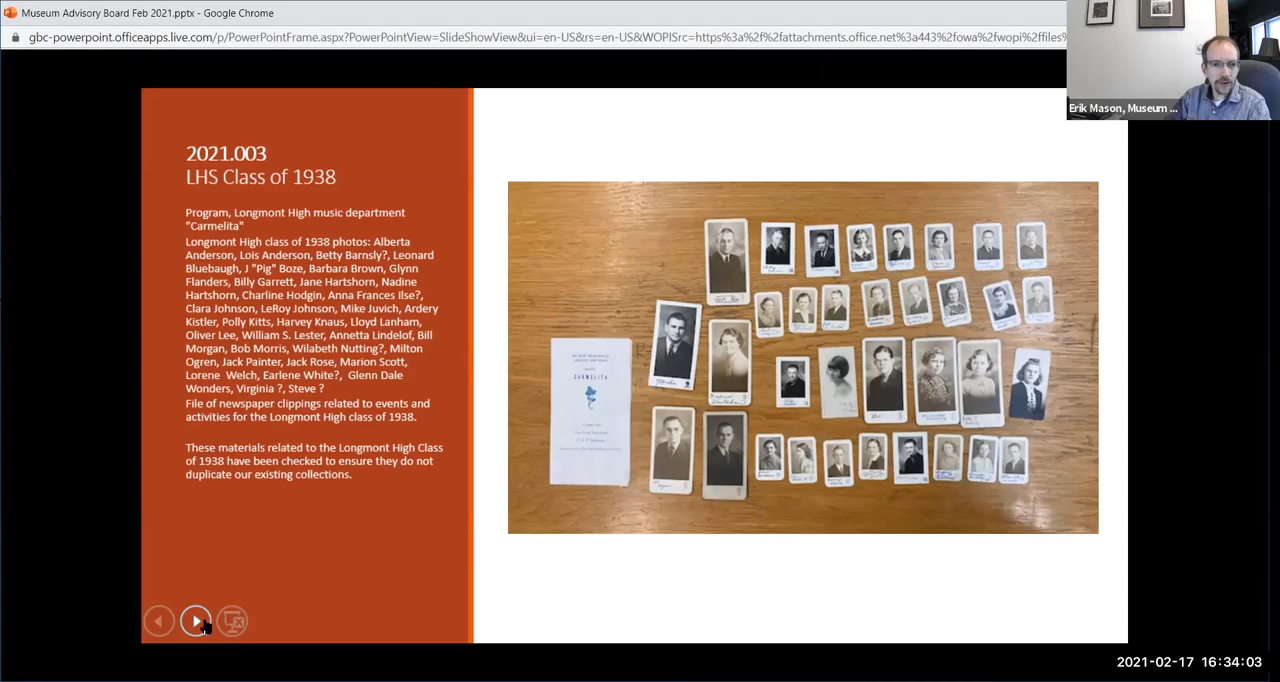 Museum Advisory Board Feb 2021.pptx - Google Chrome
gbc-powerpoint.officeapps.live.com/p/PowerPointFrame.aspx?PowerPointView=SlideShowView&ui=en-US&rs=en-US&WOPISrc=https%3a%2f%2fattachments.office.net%3a443%2fowa%2fwopi%2ffiles%
Erik Mason, Museum ...
2021.003
LHS Class of 1938
Program, Longmont High music department
"Carmelita"
Longmont High class of 1938 photos: Alberta
Anderson, Lois Anderson, Betty Barnsly?, Leonard
Bluebaugh, J "Pig" Boze, Barbara Brown, Glynn
Flanders, Billy Garrett, Jane Hartshorn, Nadine
Hartshorn, Charline Hodgin, Anna Frances Ilse?,
Clara Johnson, LeRoy Johnson, Mike Juvich, Ardery
Kistler, Polly Kitts, Harvey Knaus, Lloyd Lanham,
Oliver Lee, William S. Lester, Annetta Lindelof, Bill
Morgan, Bob Morris, Wilabeth Nutting?, Milton
Ogren, Jack Painter, Jack Rose, Marion Scott,
Lorene Welch, Earlene White?, Glenn Dale
Wonders, Virginia ?, Steve ?
File of newspaper clippings related to events and
activities for the Longmont High class of 1938.
These materials related to the Longmont High Class
of 1938 have been checked to ensure they do not
duplicate our existing collections.
CARMELITA
2021-02-17 16:34:03